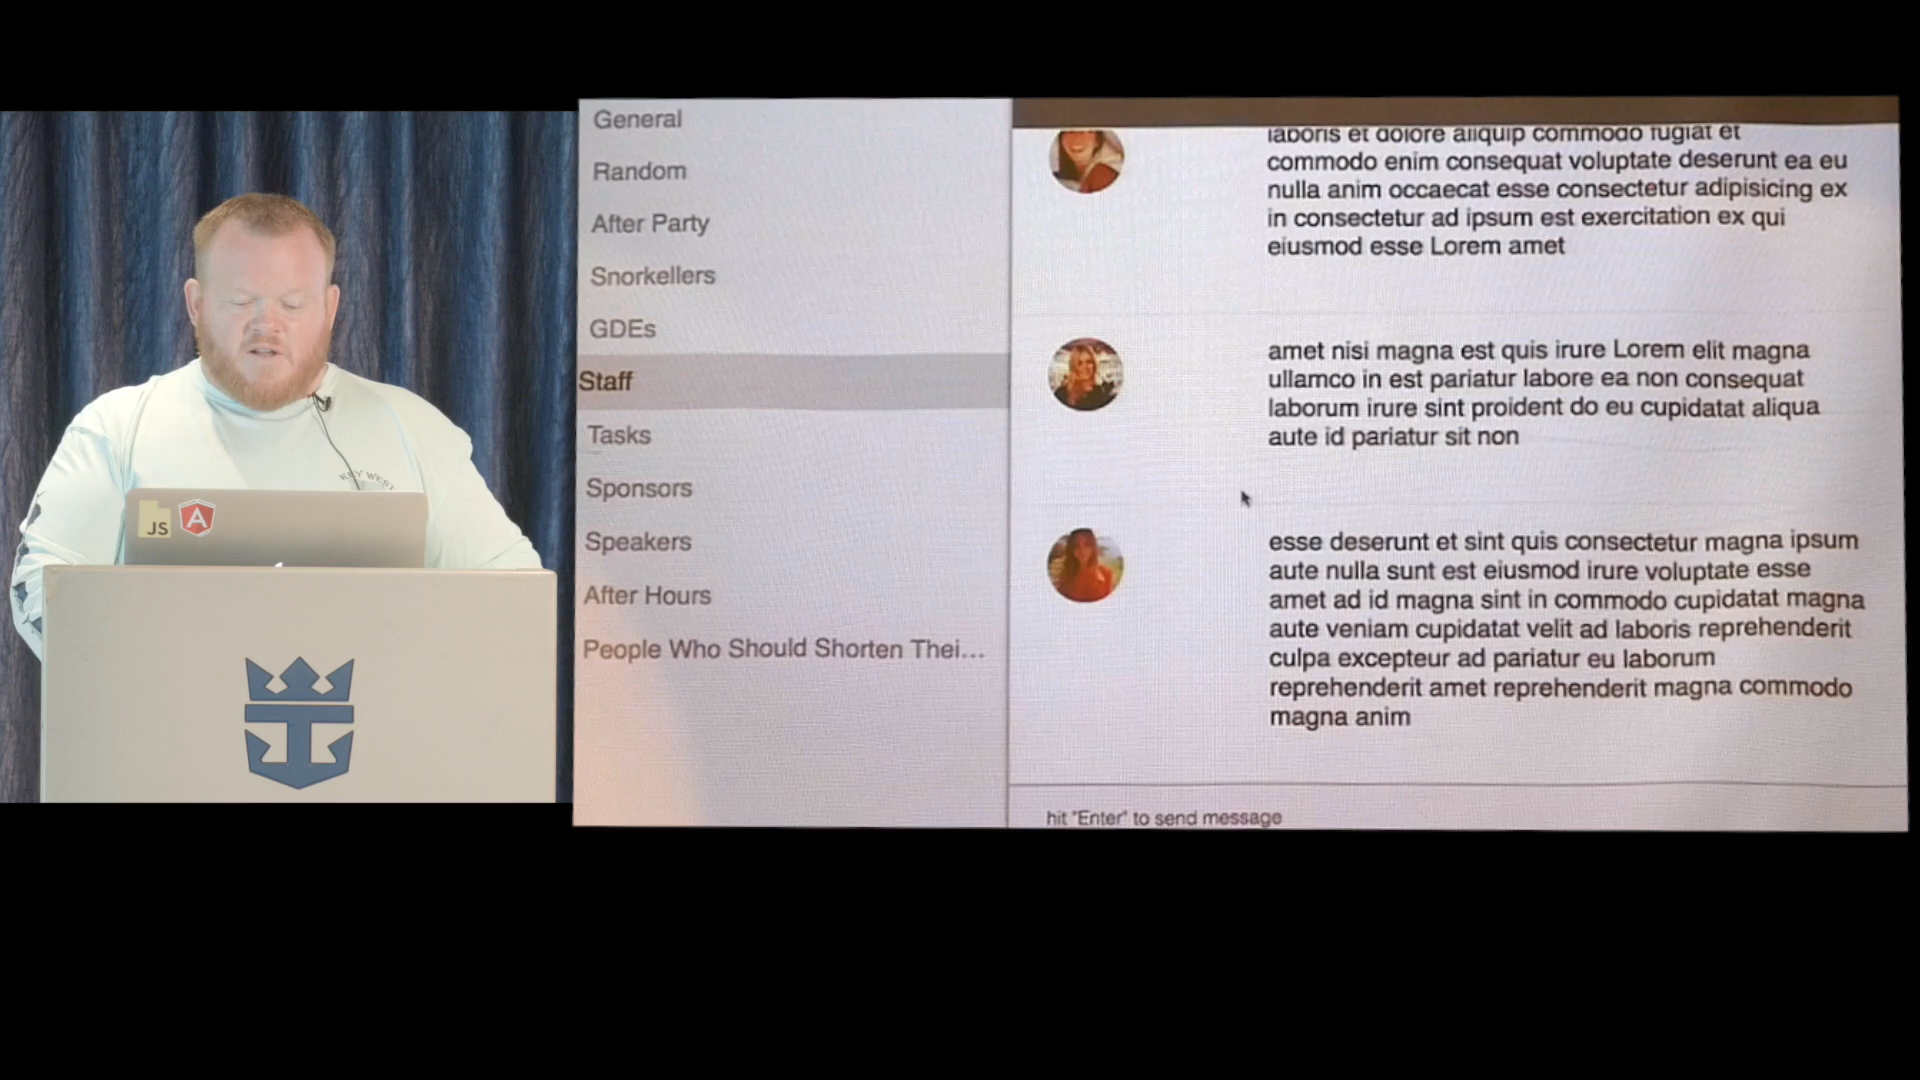 KEY WEST
JS
A
General
Random
After Party
Snorkellers
GDEs
Staff
Tasks
Sponsors
Speakers
After Hours
People Who Should Shorten Thei...
laboris et dolore aliquip commodo fugiat et
commodo enim consequat voluptate deserunt ea eu
nulla anim occaecat esse consectetur adipisicing ex
in consectetur ad ipsum est exercitation ex qui
eiusmod esse Lorem amet
amet nisi magna est quis irure Lorem elit magna
ullamco in est pariatur labore ea non consequat
laborum irure sint proident do eu cupidatat aliqua
aute id pariatur sit non
esse deserunt et sint quis consectetur magna ipsum
aute nulla sunt est eiusmod irure voluptate esse
amet ad id magna sint in commodo cupidatat magna
aute veniam cupidatat velit ad laboris reprehenderit
culpa excepteur ad pariatur eu laborum
reprehenderit amet reprehenderit magna commodo
magna anim
hit "Enter" to send message